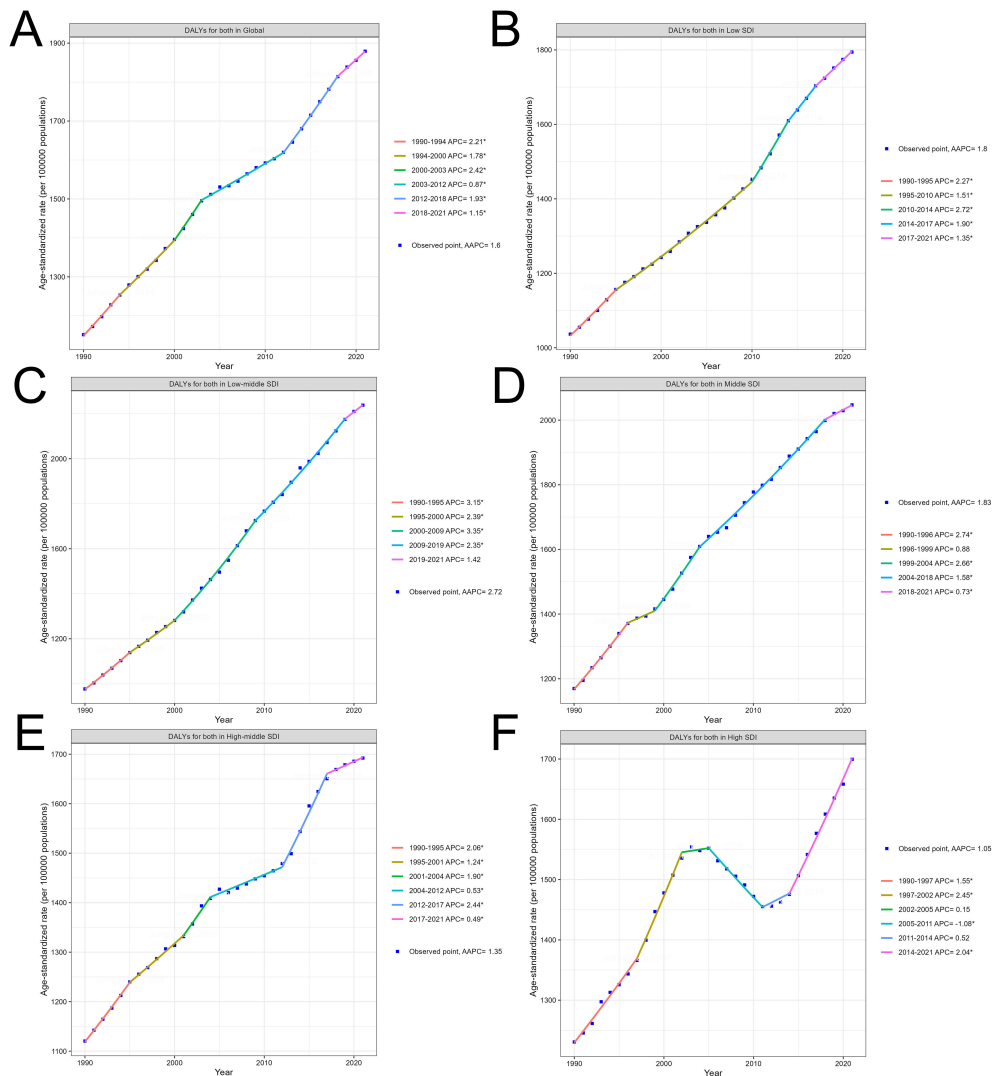 A
DALYs for both in Global
Age-standardized rate (per 100000 populations)
1900
1700
1500
1300
1990
2000
2010
2020
Year
1990-1994 APC= 2.21*
1994-2000 APC= 1.78*
2000-2003 APC= 2.42*
2003-2012 APC= 0.87*
2012-2018 APC= 1.93*
2018-2021 APC= 1.15*
Observed point, AAPC= 1.6
B
DALYs for both in Low SDI
Age-standardized rate (per 100000 populations)
1800
1600
1400
1200
1000
1990
2000
2010
2020
Year
Observed point, AAPC= 1.8
1990-1995 APC= 2.27*
1995-2010 APC= 1.51*
2010-2014 APC= 2.72*
2014-2017 APC= 1.90*
2017-2021 APC= 1.35*
C
DALYs for both in Low-middle SDI
Age-standardized rate (per 100000 populations)
2000
1600
1200
1990
2000
2010
2020
Year
1990-1995 APC= 3.15*
1995-2000 APC= 2.39*
2000-2009 APC= 3.35*
2009-2019 APC= 2.35*
2019-2021 APC= 1.42
Observed point, AAPC= 2.72
D
DALYs for both in Middle SDI
Age-standardized rate (per 100000 populations)
2000
1800
1600
1400
1200
1990
2000
2010
2020
Year
Observed point, AAPC= 1.83
1990-1996 APC= 2.74*
1996-1999 APC= 0.88
1999-2004 APC= 2.66*
2004-2018 APC= 1.58*
2018-2021 APC= 0.73*
E
DALYs for both in High-middle SDI
Age-standardized rate (per 100000 populations)
1700
1600
1500
1400
1300
1200
1100
1990
2000
2010
2020
Year
1990-1995 APC= 2.06*
1995-2001 APC= 1.24*
2001-2004 APC= 1.90*
2004-2012 APC= 0.53*
2012-2017 APC= 2.44*
2017-2021 APC= 0.49*
Observed point, AAPC= 1.35
F
DALYs for both in High SDI
Age-standardized rate (per 100000 populations)
1700
1600
1500
1400
1300
1990
2000
2010
2020
Year
Observed point, AAPC= 1.05
1990-1997 APC= 1.55*
1997-2002 APC= 2.45*
2002-2005 APC= 0.15
2005-2011 APC= -1.08*
2011-2014 APC= 0.52
2014-2021 APC= 2.04*